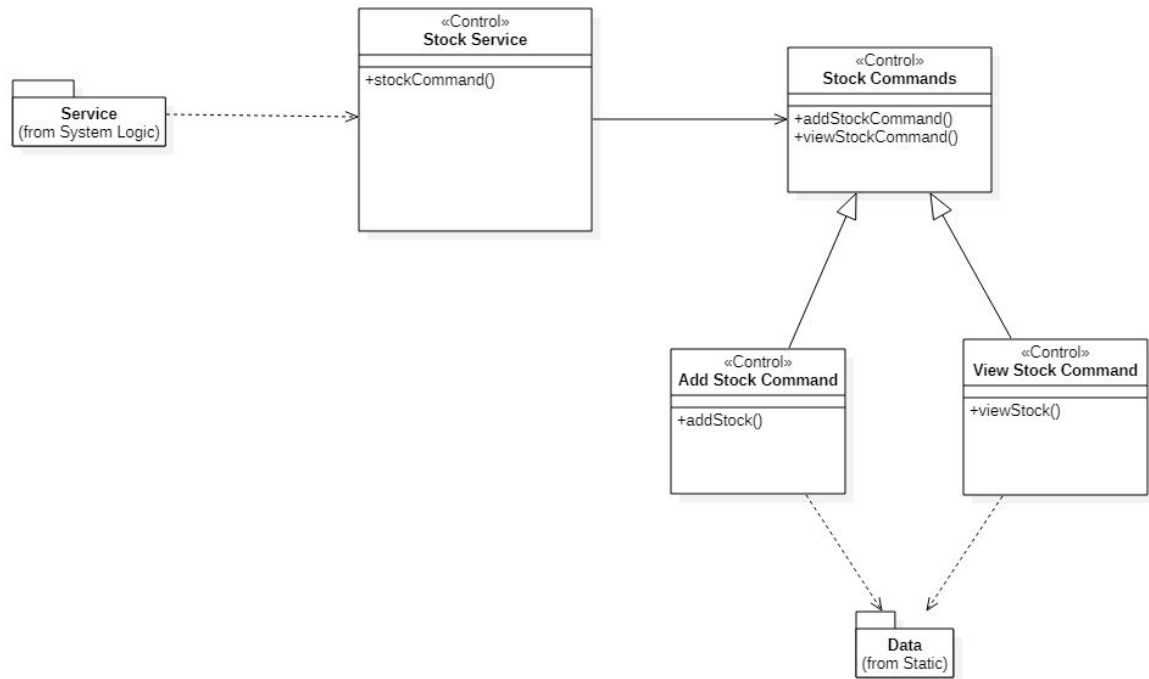 «Control»
Stock Service
+stockCommand()
«Control»
Stock Commands
+addStockCommand()
+viewStockCommand()
Service
(from System Logic)
«Control»
Add Stock Command
+addStock()
«Control»
View Stock Command
+viewStock()
Data
(from Static)